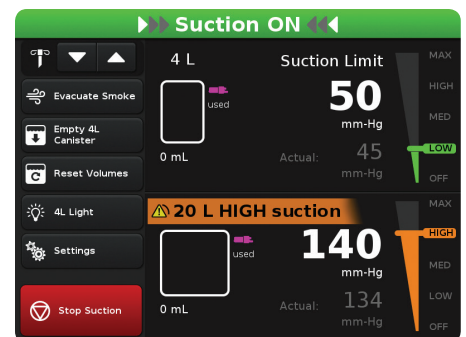 Suction ON
Evacuate Smoke
Empty 4L
Canister
Reset Volumes
4L Light
Settings
Stop Suction
4 L
used
0 mL
Suction Limit
50
mm-Hg
Actual: 45
mm-Hg
MAX
HIGH
MED
LOW
OFF
20 L HIGH suction
used
0 mL
140
mm-Hg
Actual: 134
mm-Hg
MAX
HIGH
MED
LOW
OFF